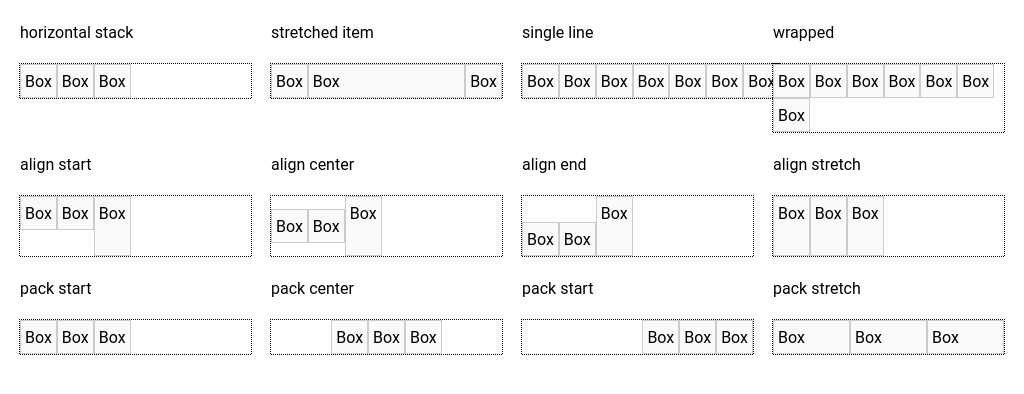 horizontal stack stretched item single line wrapped
Box Box Box Box Box Box Box Box Box Box Box Box Box Box Box Box Box Box Box
Box
align start align center align end align stretch
Box Box Box Box Box Box Box Box Box Box Box Box
pack start pack center pack start pack stretch
Box Box Box Box Box Box Box Box Box Box Box Box